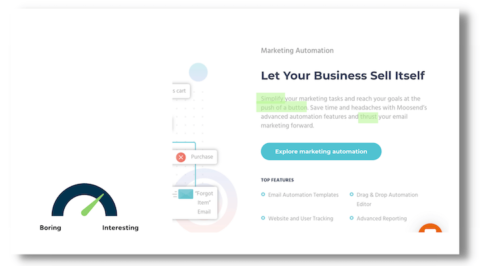 Marketing Automation
Let Your Business Sell Itself
Simplify your marketing tasks and reach your goals at the
push of a button. Save time and headaches with Moosend's
advanced automation features and move your email
marketing forward.
Explore marketing automation
TOP FEATURES
Email Automation Templates
Drag & Drop Automation
Editor
Website and User Tracking
Advanced Reporting
s cart
Purchase
"Forgot
Item"
Email
Boring
Interesting